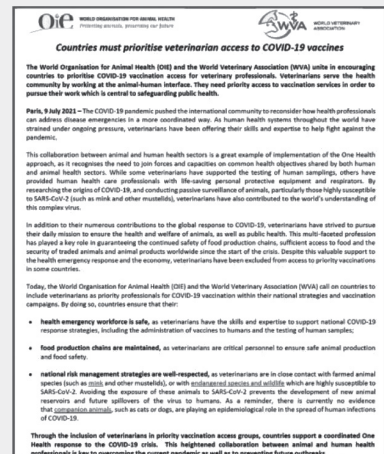 Oie
WORLD ORGANISATION FOR ANIMAL HEALTH
Protecting animals, preserving our future
WVA
WORLD VETERINARY
ASSOCIATION
Countries must prioritise veterinarian access to COVID-19 vaccines
The World Organisation for Animal Health (OIE) and the World Veterinary Association (WVA) unite in encouraging
countries to prioritise COVID-19 vaccination access for veterinary professionals. Veterinarians serve the health
community by working at the animal-human interface. They need priority access to vaccination services in order to
pursue their work which is central to safeguarding public health.
Paris, 9 July 2021 – The COVID-19 pandemic pushed the international community to reconsider how health professionals
can address disease emergencies in a more coordinated way. As human health systems throughout the world have
strained under ongoing pressure, veterinarians have been offering their skills and expertise to help fight against the
pandemic.
This collaboration between animal and human health sectors is a great example of implementation of the One Health
approach, as it recognises the need to join forces and capacities on common health objectives shared by both human
and animal health sectors. While some veterinarians have supported the testing of human samplings, others have
provided human health care professionals with life-saving personal protective equipment and respirators. By
researching the origins of COVID-19, and conducting passive surveillance of animals, particularly those highly susceptible
to SARS-CoV-2 (such as mink and other mustelids), veterinarians have also contributed to the world's understanding of
this complex virus.
In addition to their numerous contributions to the global response to COVID-19, veterinarians have strived to pursue
their daily mission to ensure the health and welfare of animals, as well as public health. This multi-faceted profession
has played a key role in guaranteeing the continued safety of food production chains, sufficient access to food and the
security of traded animals and animal products worldwide since the start of the crisis. Despite this valuable support to
the health emergency response and the economy, veterinarians have been excluded from access to priority vaccinations
in some countries.
Today, the World Organisation for Animal Health (OIE) and the World Veterinary Association (WVA) call on countries to
include veterinarians as priority professionals for COVID-19 vaccination within their national strategies and vaccination
campaigns. By doing so, countries ensure that their:
• health emergency workforce is safe, as veterinarians have the skills and expertise to support national COVID-19
response strategies, including the administration of vaccines to humans and the testing of human samples;
• food production chains are maintained, as veterinarians are critical personnel to ensure safe animal production
and food safety.
• national risk management strategies are well-respected, as veterinarians are in close contact with farmed animal
species (such as mink and other mustelids), or with endangered species and wildlife which are highly susceptible to
SARS-CoV-2. Avoiding the exposure of these animals to SARS-CoV-2 prevents the development of new animal
reservoirs and future spillovers of the virus to humans. As a reminder, there is currently no evidence
that companion animals, such as cats or dogs, are playing an epidemiological role in the spread of human infections
of COVID-19.
Through the inclusion of veterinarians in priority vaccination access groups, countries support a coordinated One
Health response to the COVID-19 crisis. This heightened collaboration between animal and human health
professionals is key to overcoming the current pandemic as well as to preventing future outbreaks.